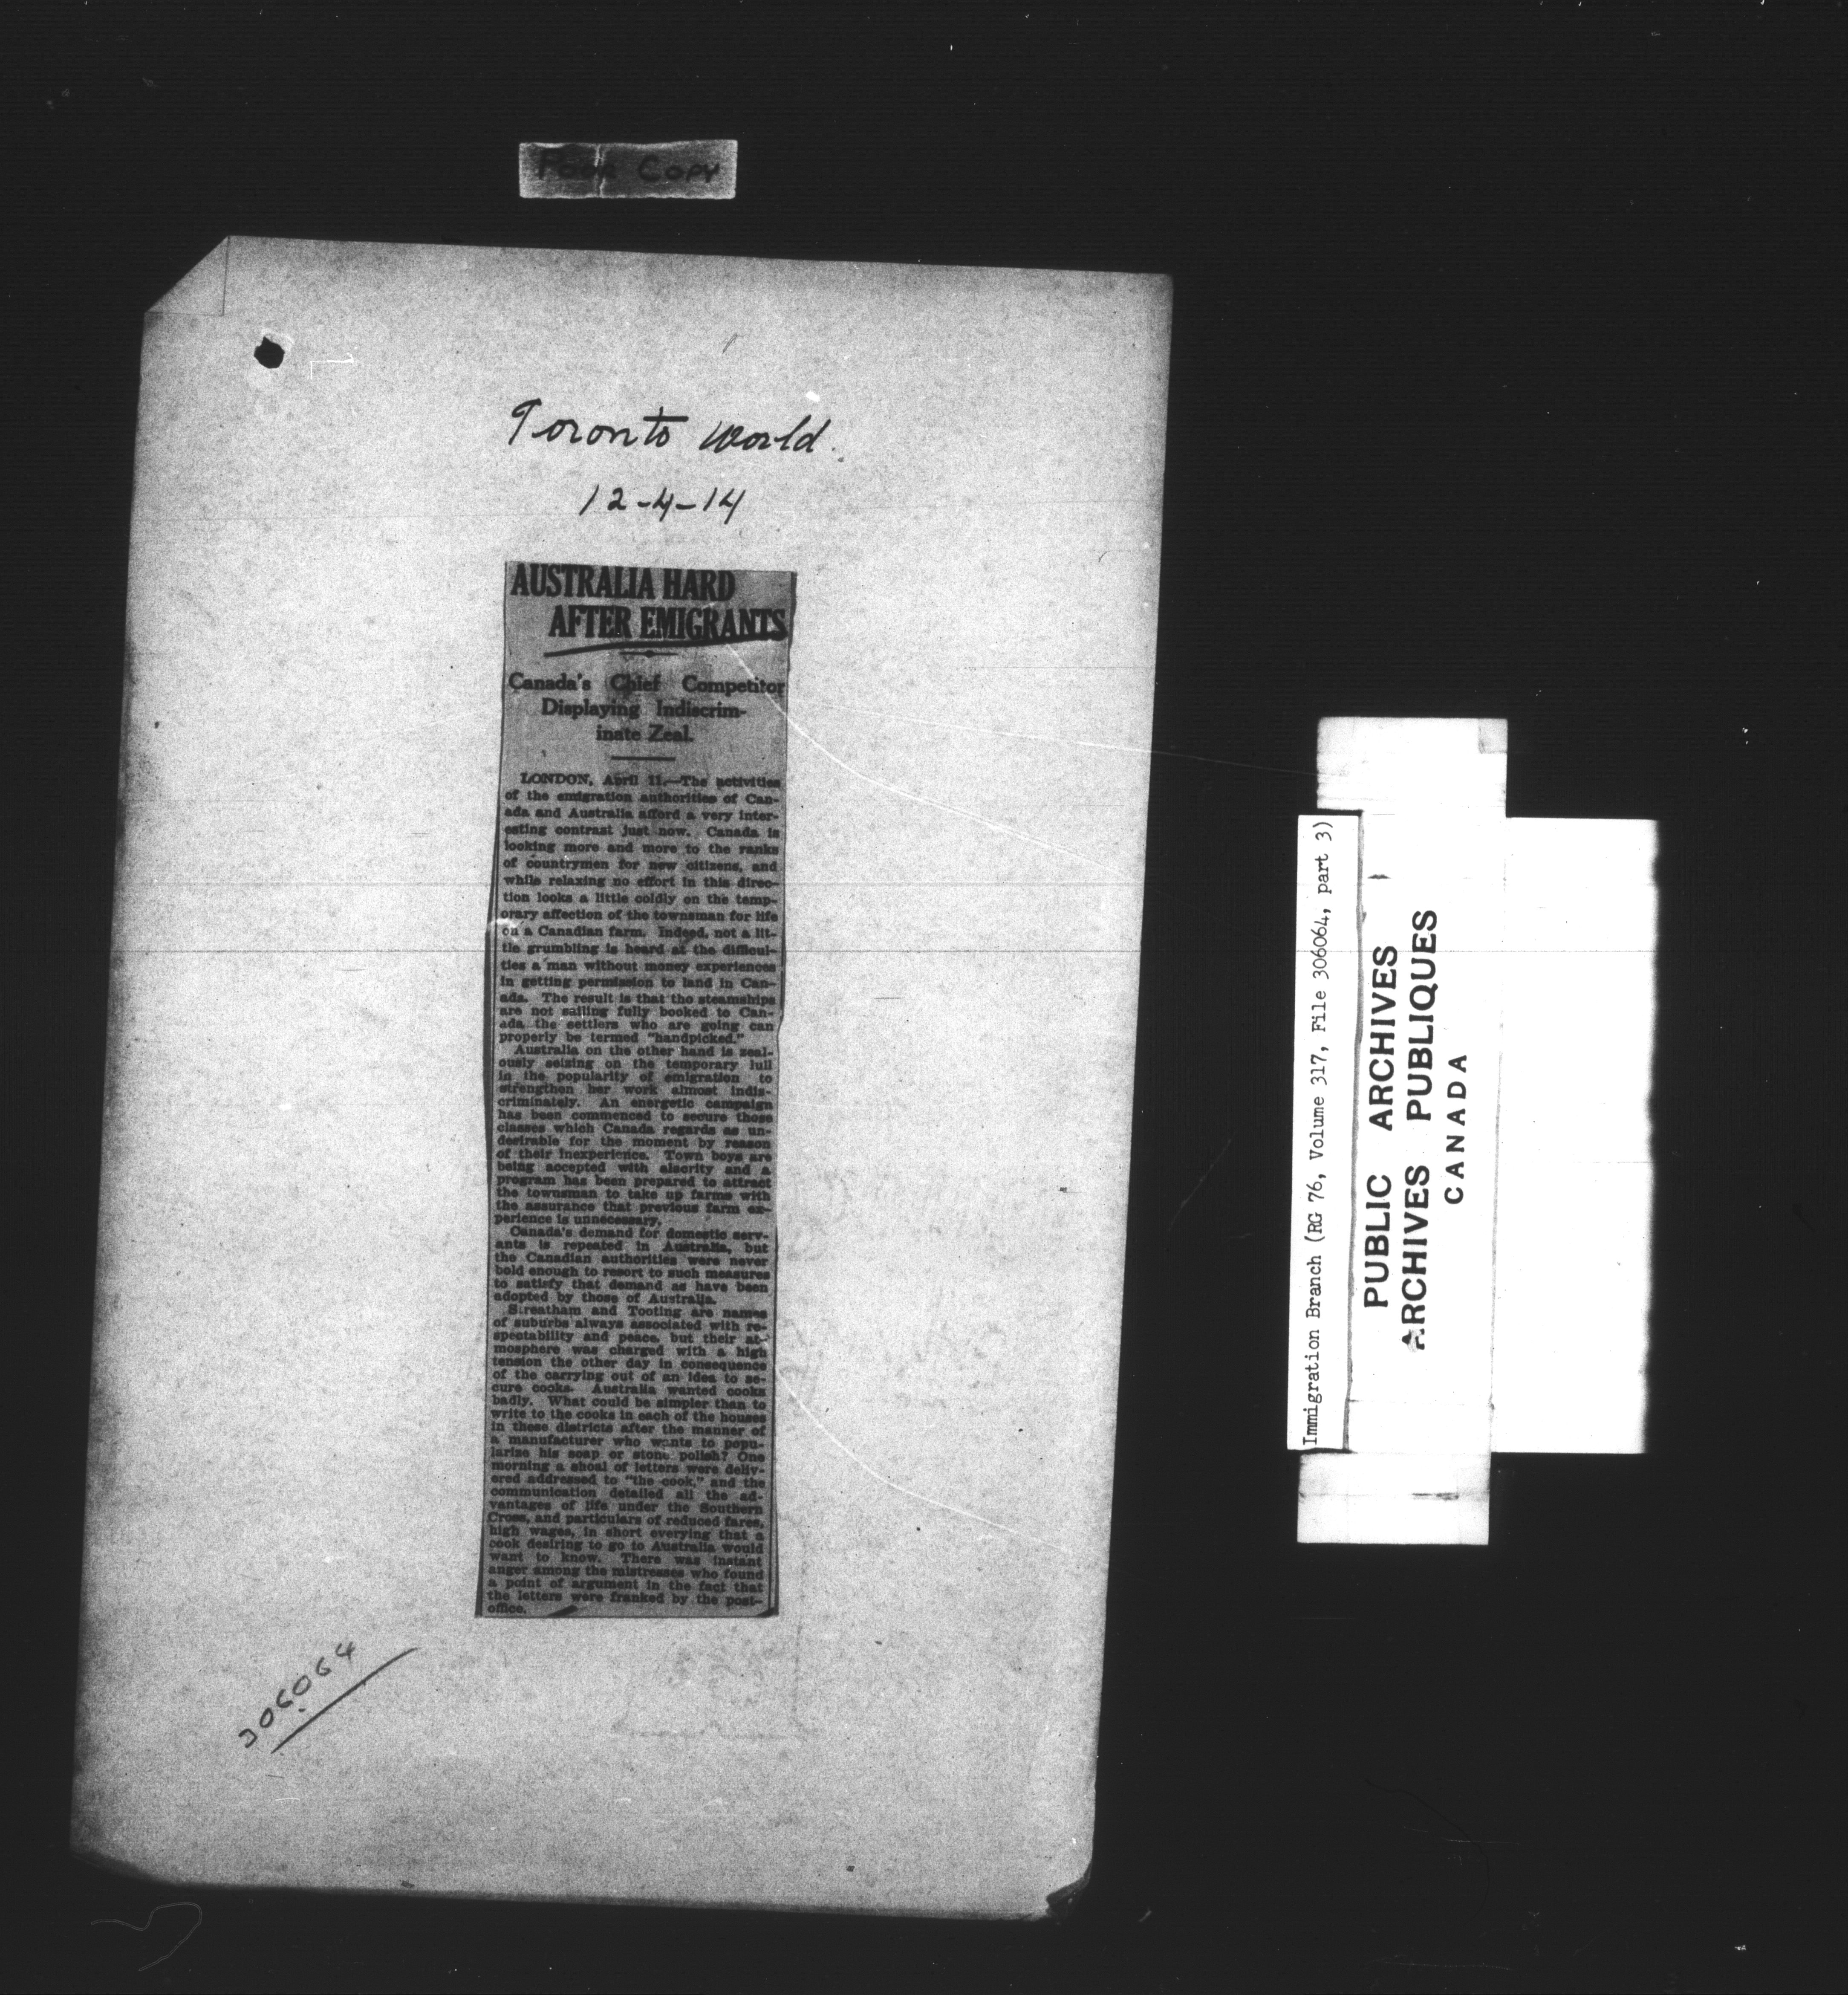 Poor Copy
Toronto World.
12-4-14
AUSTRALIA HARD
AFTER EMIGRANTS
Canada's Chief Competitor
Displaying Indiscrim-
inate Zeal.
LONDON, April 11.—The activities
of the emigration authorities of Can-
ada and Australia afford a very inter-
esting contrast just now. Canada is
looking more and more to the ranks
of countrymen for new citizens, and
while relaxing no effort in this direc-
tion looks a little coldly on the temp-
orary affection of the townsman for life
on a Canadian farm. Indeed, not a lit-
tle grumbling is heard at the difficul-
ties a man without money experiences
in getting permission to land in Can-
ada. The result is that the steamships
are not sailing fully booked to Can-
ada, the settlers who are going can
properly be termed "handpicked."
Australia on the other hand is zeal-
ously seizing on the temporary lull
in the popularity of emigration to
strengthen her work almost indis-
criminately. An energetic campaign
has been commenced to secure those
classes which Canada regards as un-
desirable for the moment by reason
of their inexperience. Town boys are
being accepted with alacrity and a
program has been prepared to attract
the townsman to take up farms with
the assurance that previous farm ex-
perience is unnecessary.
Canada's demand for domestic serv-
ants is repeated in Australia, but
the Canadian authorities were never
bold enough to resort to such measures
to satisfy that demand as have been
adopted by those of Australia.
Streatham and Tooting are names
of suburbs always associated with re-
spectability and peace, but their at-
mosphere was charged with a high
tension the other day in consequence
of the carrying out of an idea to se-
cure cooks. Australia wanted cooks
badly. What could be simpler than to
write to the cooks in each of the houses
in these districts after the manner of
a manufacturer who wants to popu-
larize his soap or stone polish? One
morning a shoal of letters were deliv-
ered addressed to "the cook," and the
communication detailed all the ad-
vantages of life under the Southern
Cross, and particulars of reduced fares,
high wages, in short everying that a
cook desiring to go to Australia would
want to know. There was instant
anger among the mistresses who found
a point of argument in the fact that
the letters were franked by the post-
office.
306064
Immigration Branch (RG 76, Volume 317, File 306064, part 3)
PUBLIC ARCHIVES
ARCHIVES PUBLIQUES
CANADA